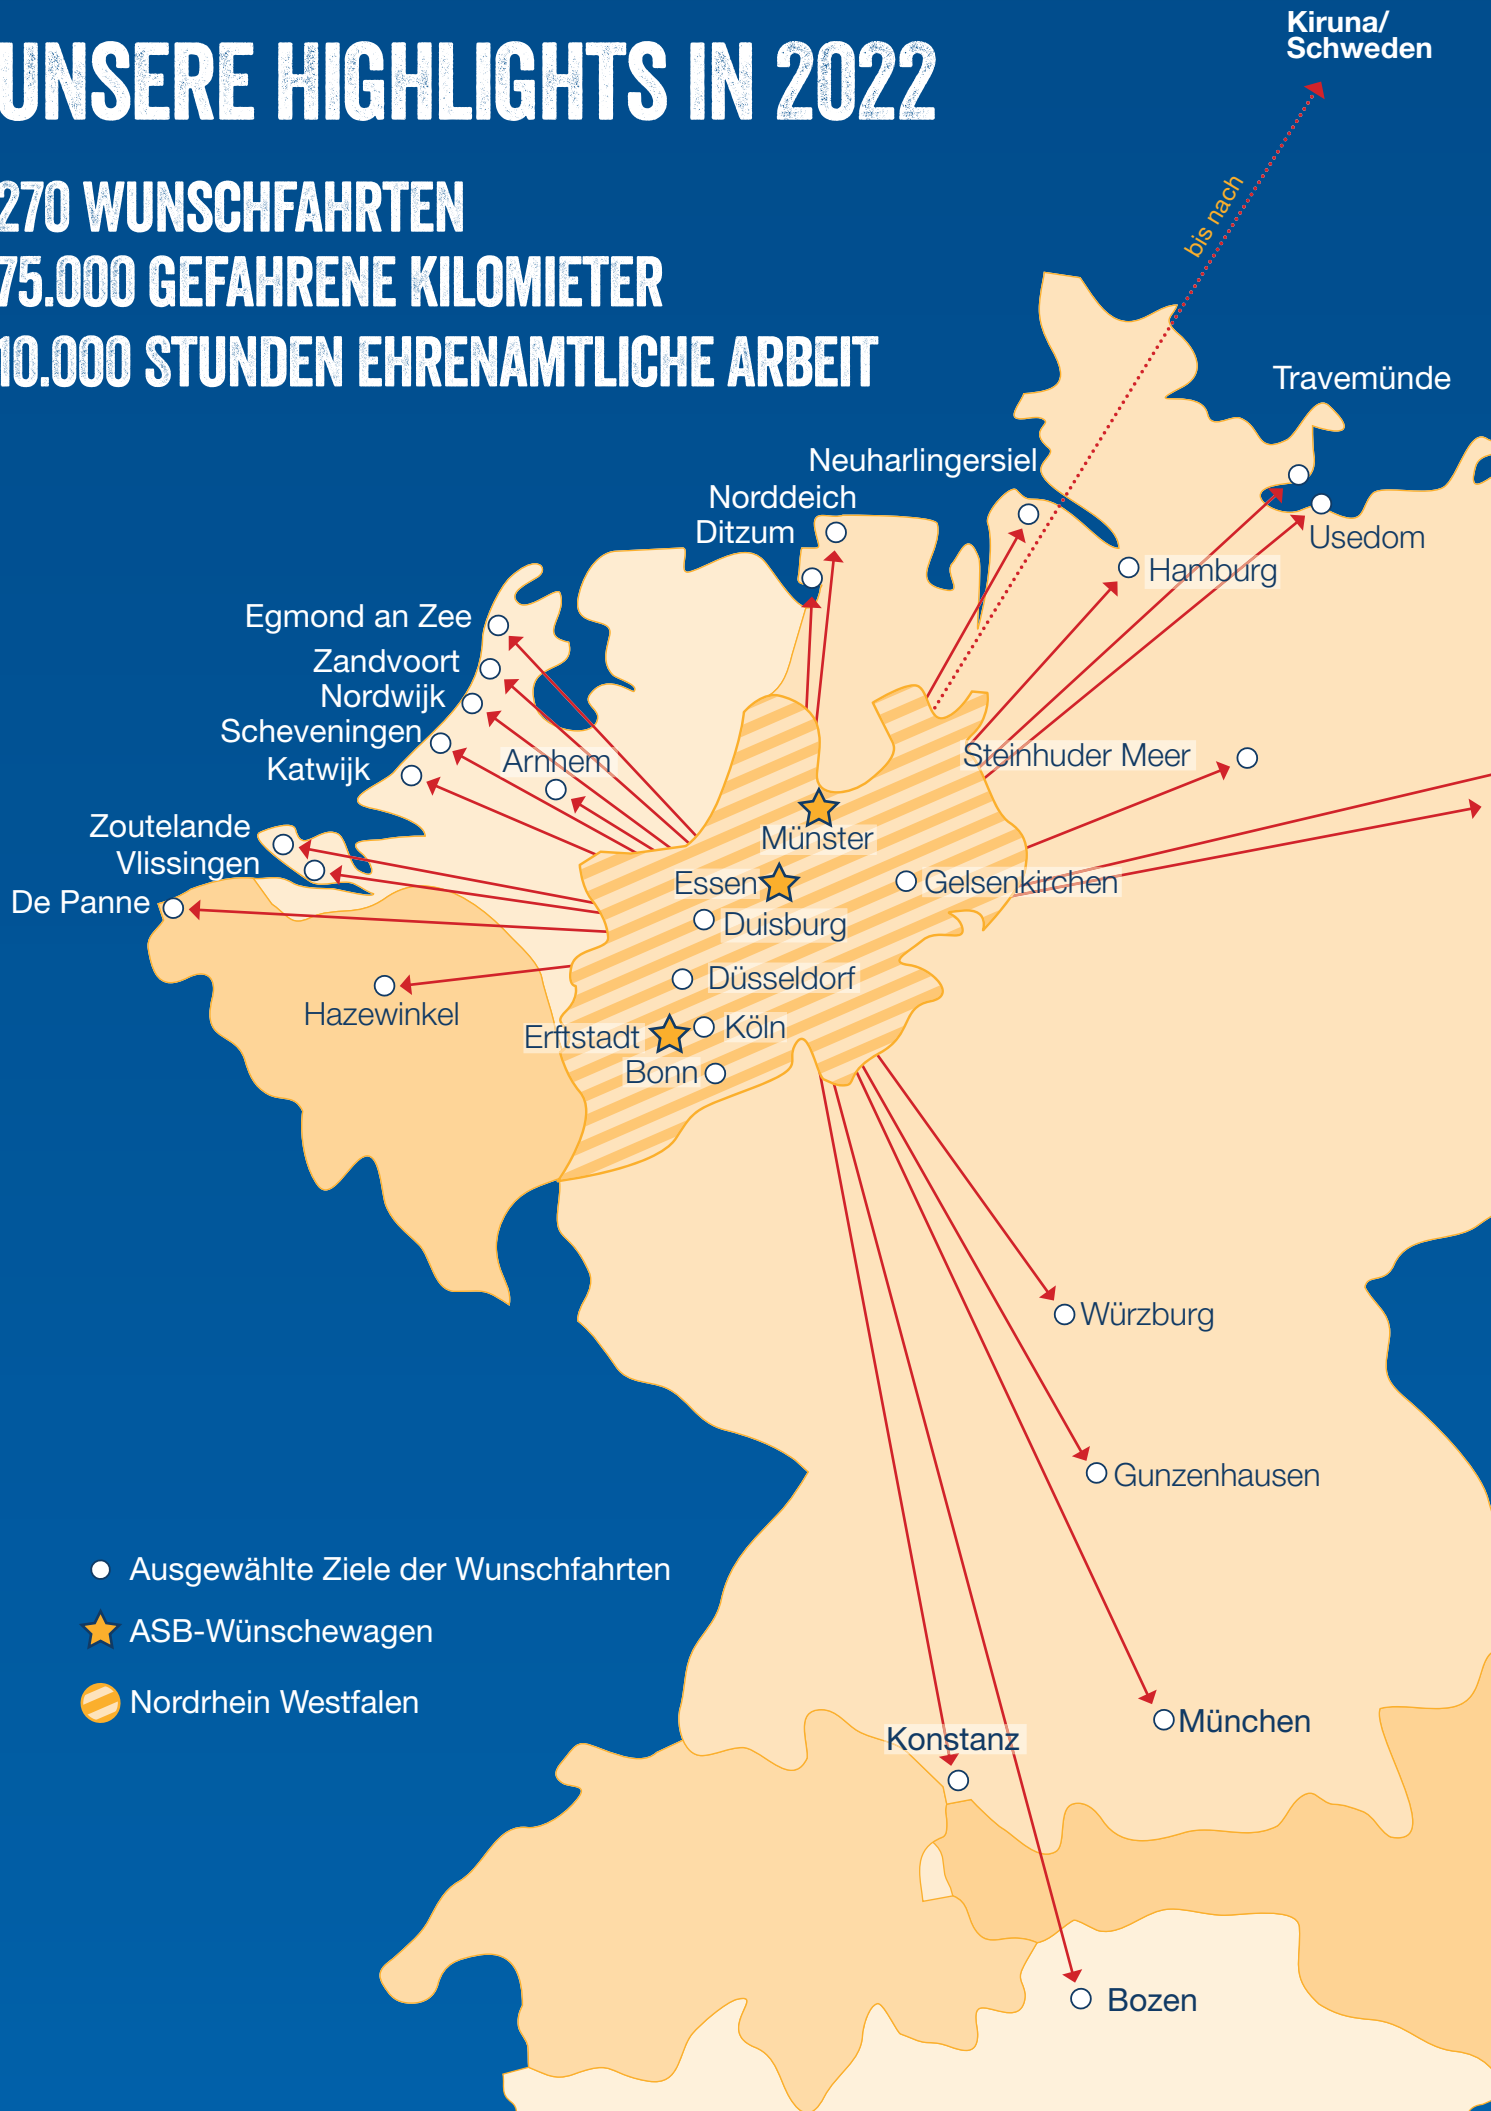 UNSERE HIGHLIGHTS IN 2022
270 WUNSCHFAHRTEN
75.000 GEFAHRENE KILOMIETER
10.000 STUNDEN EHRENAMTLICHE ARBEIT
Kiruna/
Schweden
bis nach
Travemünde
Neuharlingersiel
Norddeich
Ditzum
Usedom
Hamburg
Egmond an Zee
Zandvoort
Nordwijk
Scheveningen
Arnhem
Katwijk
Steinhuder Meer
Zoutelande
Vlissingen
De Panne
Münster
Essen
Gelsenkirchen
Duisburg
Düsseldorf
Hazewinkel
Erftstadt
Köln
Bonn
Würzburg
Gunzenhausen
Ausgewählte Ziele der Wunschfahrten
ASB-Wünschewagen
Nordrhein Westfalen
München
Konstanz
Bozen